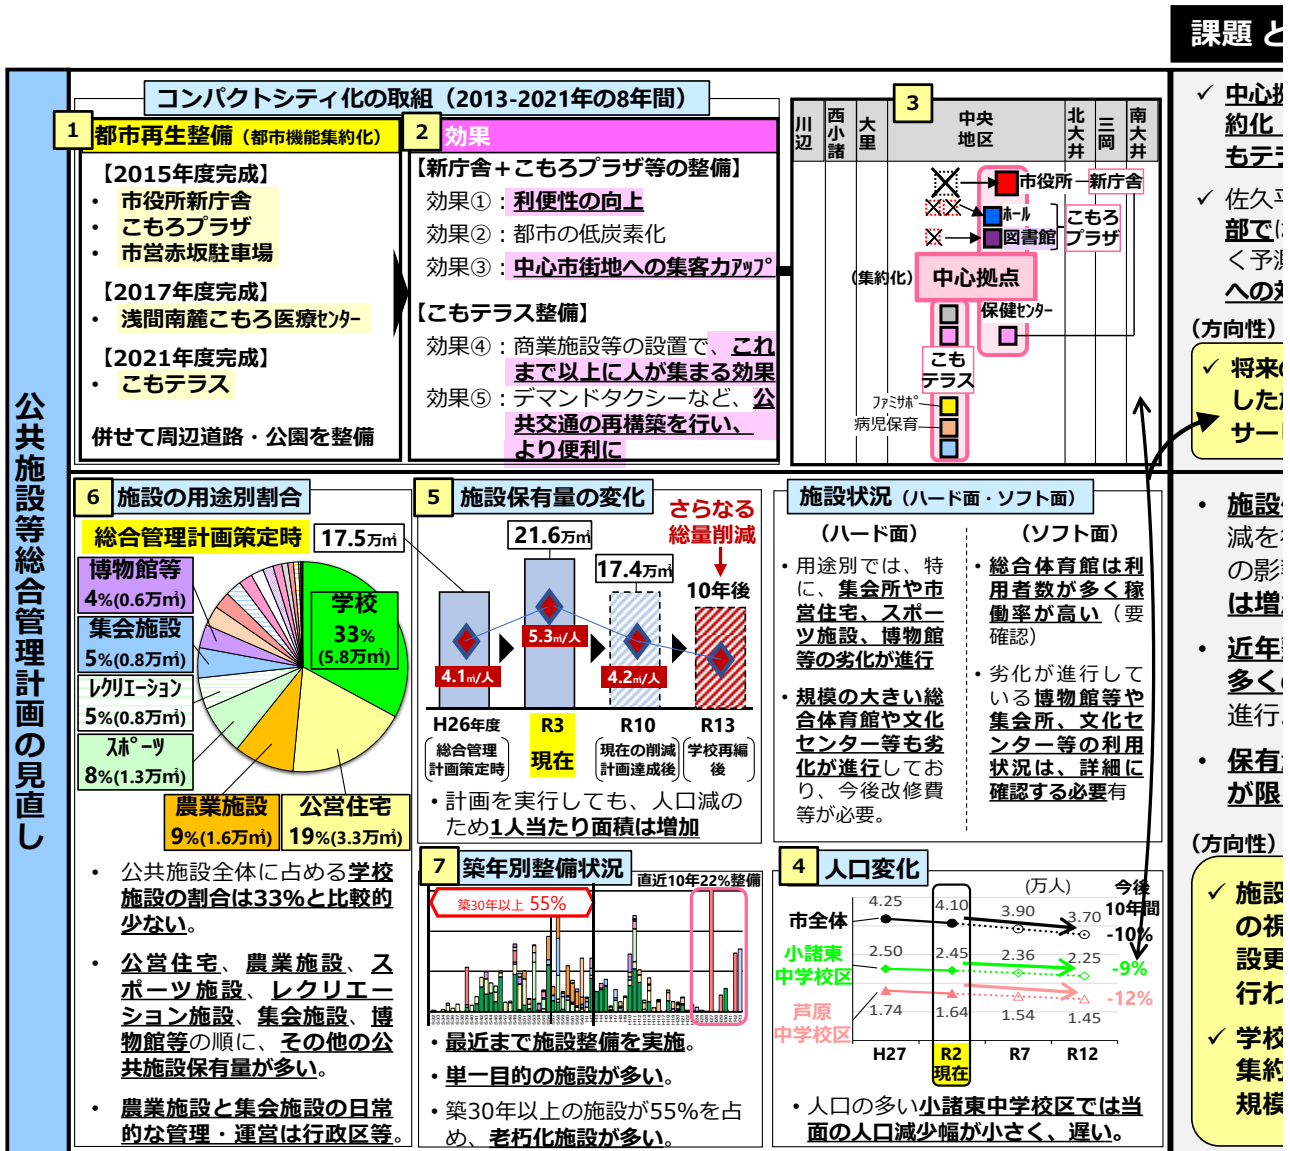 課題 と
公共施設等総合管理計画の見直し
コンパクトシティ化の取組（2013-2021年の8年間）
1
都市再生整備（都市機能集約化）
【2015年度完成】
・ 市役所新庁舎
・ こもろプラザ
・ 市営赤坂駐車場
【2017年度完成】
・ 浅間南麓こもろ医療ｾﾝﾀｰ
【2021年度完成】
・ こもテラス
併せて周辺道路・公園を整備
2
効果
【新庁舎＋こもろプラザ等の整備】
効果①：利便性の向上
効果②：都市の低炭素化
効果③：中心市街地への集客力ｱｯﾌﾟ
【こもテラス整備】
効果④：商業施設等の設置で、これ
まで以上に人が集まる効果
効果⑤：デマンドタクシーなど、公
共交通の再構築を行い、
より便利に
3
川辺
西小諸
大里
中央
地区
北大井
三岡
南大井
市役所
新庁舎
ﾎｰﾙ
図書館
こもろ
プラザ
(集約化)
中心拠点
保健ｾﾝﾀｰ
こも
テラス
ﾌｧﾐｻﾎﾟ
病児保育
✓ 中心拠
約化
もテラ
✓ 佐久平
部では
く予測
への対
(方向性)
✓ 将来の
した施
サービ
6
施設の用途別割合
総合管理計画策定時
17.5万㎡
博物館等
4%(0.6万㎡)
集会施設
5%(0.8万㎡)
ﾚｸﾘｴｰｼｮﾝ
5%(0.8万㎡)
ｽﾎﾟｰﾂ
8%(1.3万㎡)
農業施設
9%(1.6万㎡)
公営住宅
19%(3.3万㎡)
学校
33%
(5.8万㎡)
・ 公共施設全体に占める学校
施設の割合は33%と比較的
少ない。
・ 公営住宅、農業施設、ス
ポーツ施設、レクリエー
ション施設、集会施設、博
物館等の順に、その他の公
共施設保有量が多い。
・ 農業施設と集会施設の日常
的な管理・運営は行政区等。
5
施設保有量の変化
21.6万㎡
17.4万㎡
さらなる
総量削減
10年後
4.1㎡/人
5.3㎡/人
4.2㎡/人
H26年度
R3
R10
R13
総合管理
計画策定時
現在
現在の削減
計画達成後
学校再編
後
・計画を実行しても、人口減の
ため1人当たり面積は増加
7
築年別整備状況
直近10年22%整備
築30年以上 55%
・最近まで施設整備を実施。
・単一目的の施設が多い。
・築30年以上の施設が55%を占
め、老朽化施設が多い。
施設状況（ハード面・ソフト面）
（ハード面）
・用途別では、特
に、集会所や市
営住宅、スポー
ツ施設、博物館
等の劣化が進行
・規模の大きい総
合体育館や文化
センター等も劣
化が進行してお
り、今後改修費
等が必要。
（ソフト面）
・総合体育館は利
用者数が多く稼
働率が高い（要
確認）
・劣化が進行して
いる博物館等や
集会所、文化セ
ンター等の利用
状況は、詳細に
確認する必要有
4
人口変化
(万人)
今後
10年間
市全体
4.25
4.10
3.90
3.70
-10%
小諸東
中学校区
2.50
2.45
2.36
2.25
-9%
芦原
中学校区
1.74
1.64
1.54
1.45
-12%
H27
R2
現在
R7
R12
・人口の多い小諸東中学校区では当
面の人口減少幅が小さく、遅い。
・ 施設
減を
の影響
は増
・ 近年
多く
進行
・ 保有
が限
(方向性)
✓ 施設
の視
設更
行わ
✓ 学校
集約
規模